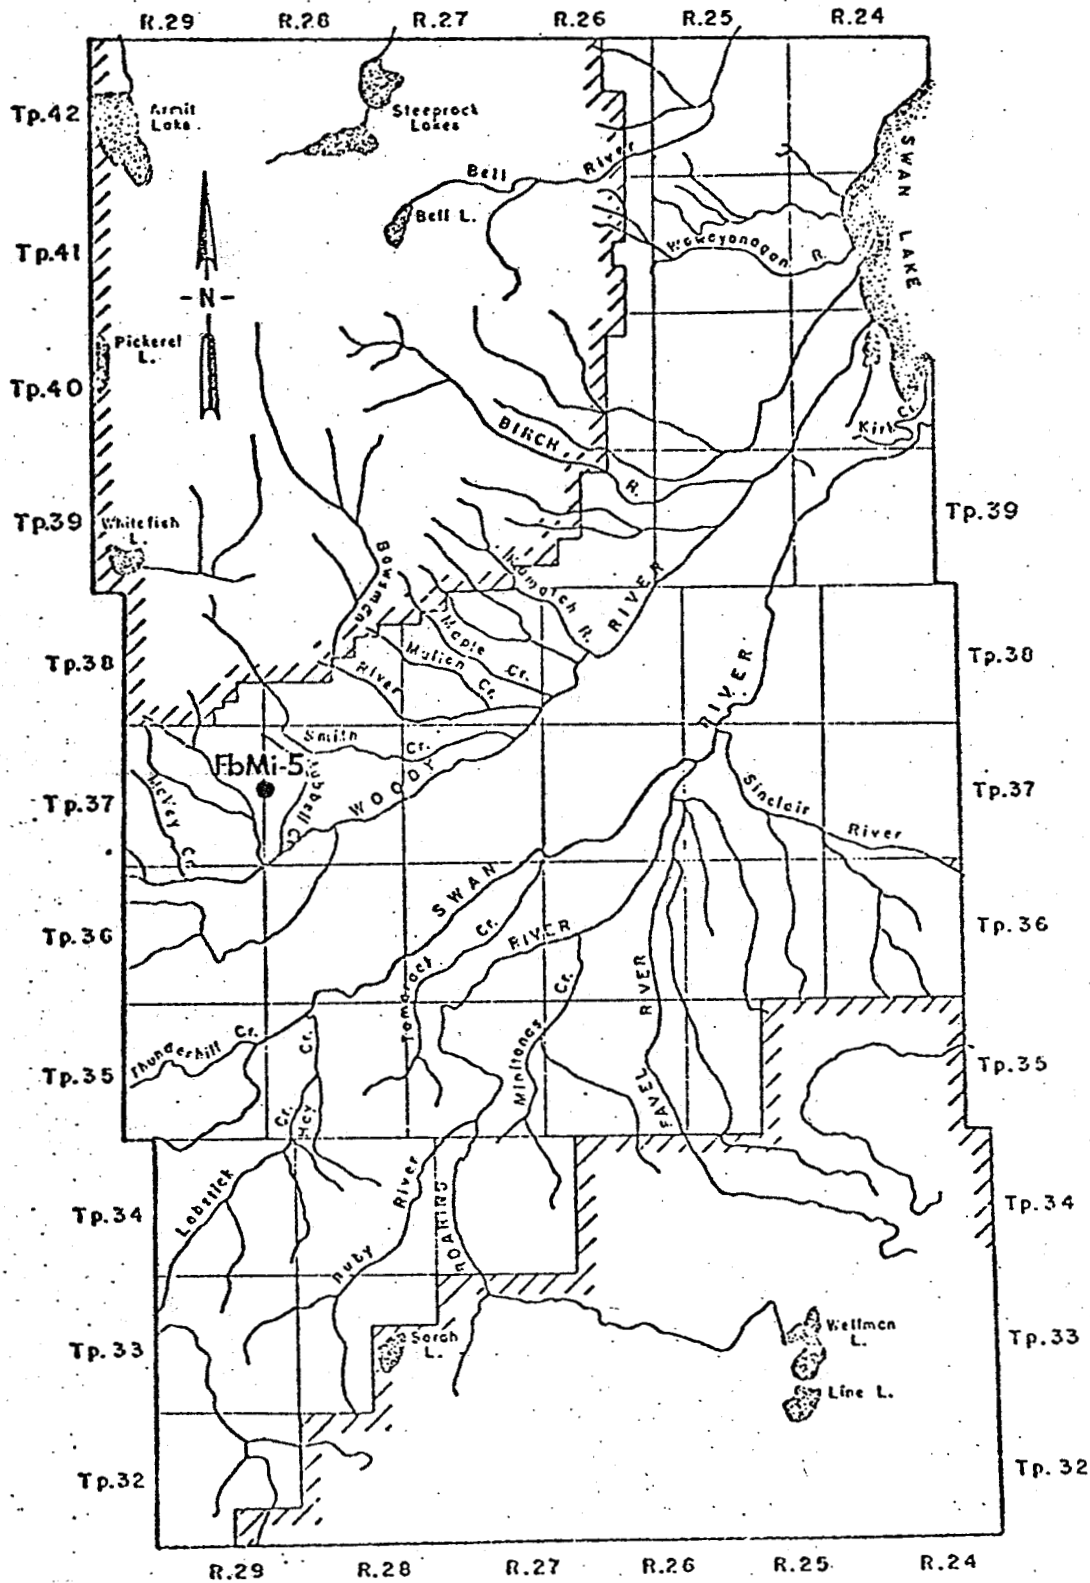 R.29 R.28 R.27 R.26 R.25 R.24
Tp.42
Armit
Lake
Steeprock
Lakes
SWAN LAKE
Bell River
Bell L.
Tp.41
Woweyonagan R.
-N-
Pickerel
L.
Tp.40
BIRCH R.
Kirk C.
Tp.39
Whitefish
L.
Tp.39
Bowsman River
RIVER
R.
Tp.38
Maple Cr.
Mullen Cr.
Tp.38
RIVER
Smith Cr.
FbMi-5
Tubbell Cr.
WOODY
Tp.37
McVey Cr.
Sinclair River
Tp.37
SWAN
Tp.36
Cr.
RIVER
Tp.36
Tamarac
Thunderhill Cr.
Cr.
Minitonas Cr.
FAVEL RIVER
Tp.35
Hey
Cr.
Tp.35
Lobstick
Ruby River
ROARING
Tp.34
Tp.34
Tp.33
Sarah
L.
Wellman
L.
Tp.33
Line L.
Tp.32
Tp.32
R.29 R.28 R.27 R.26 R.25 R.24